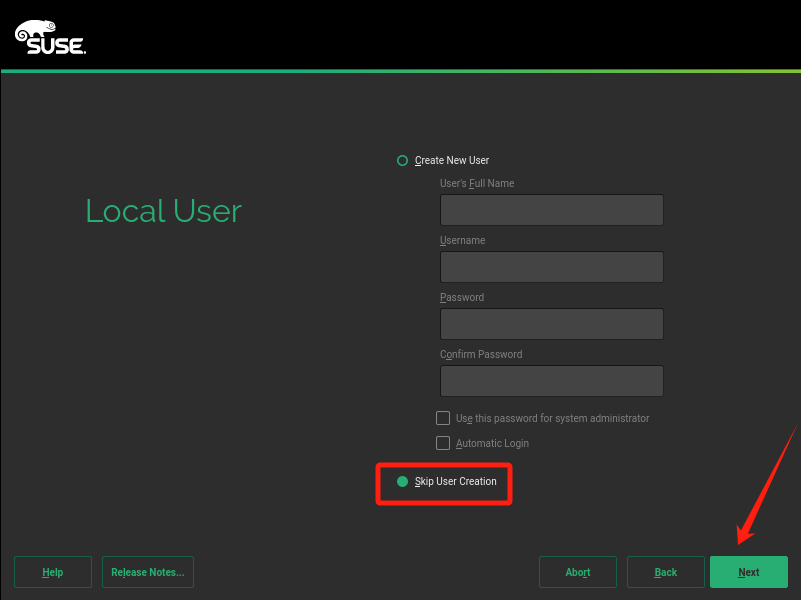 SUSE.
Local User
Create New User
User's Full Name
Username
Password
Confirm Password
Use this password for system administrator
Automatic Login
Skip User Creation
Help
Release Notes...
Abort
Back
Next